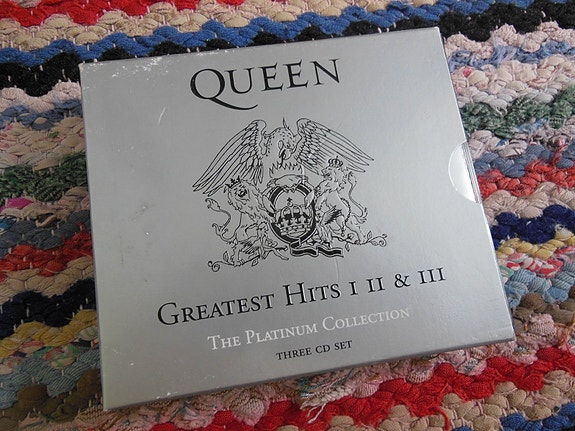 QUEEN
GREATEST HITS I II & III
THE PLATINUM COLLECTION
THREE CD SET